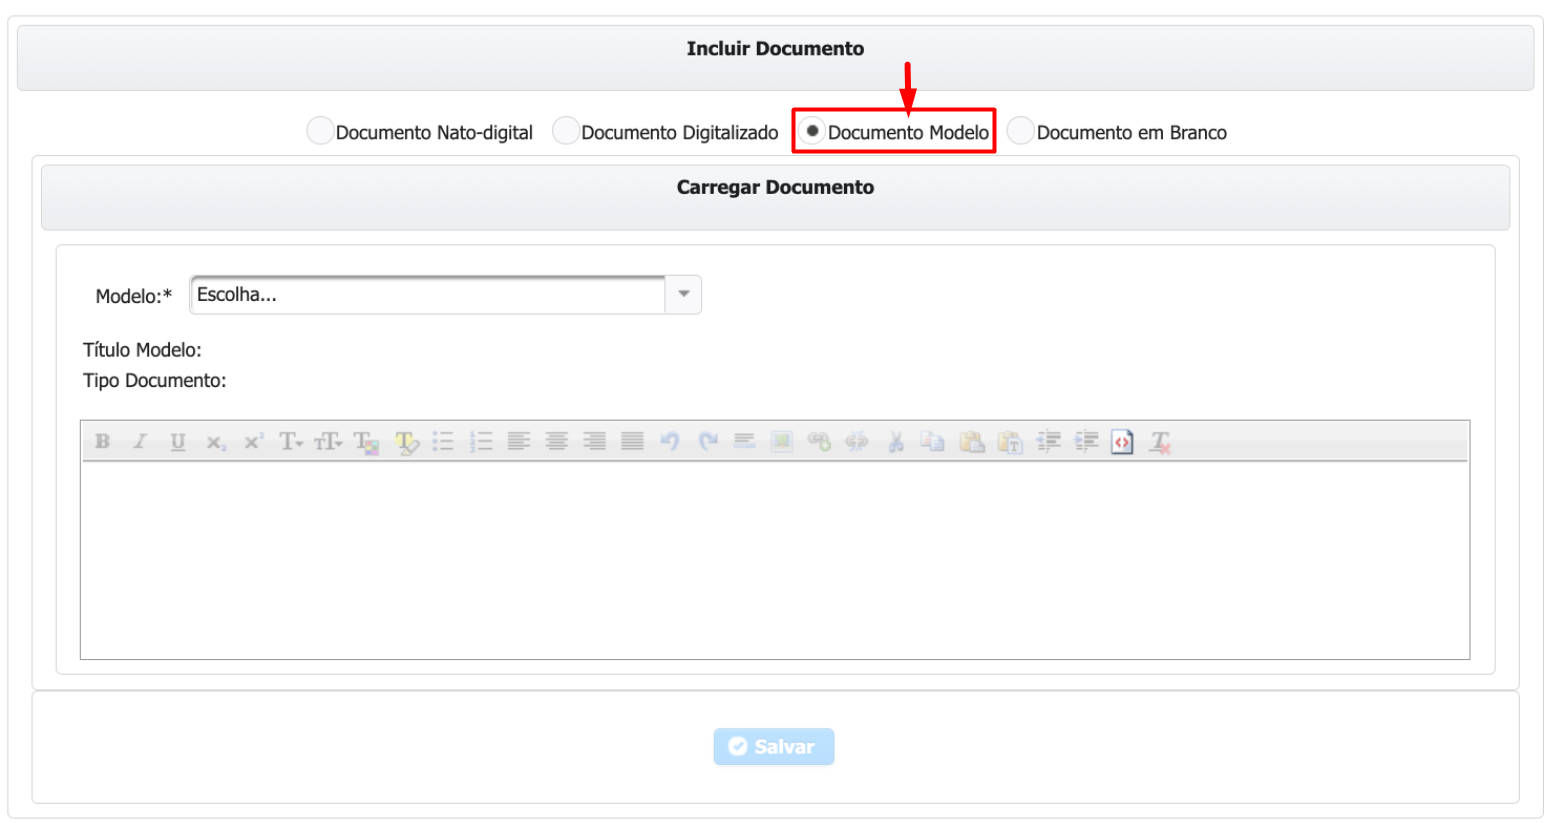 Incluir Documento
Documento Nato-digital Documento Digitalizado Documento Modelo Documento em Branco
Carregar Documento
Modelo:* Escolha...
Título Modelo:
Tipo Documento:
Salvar